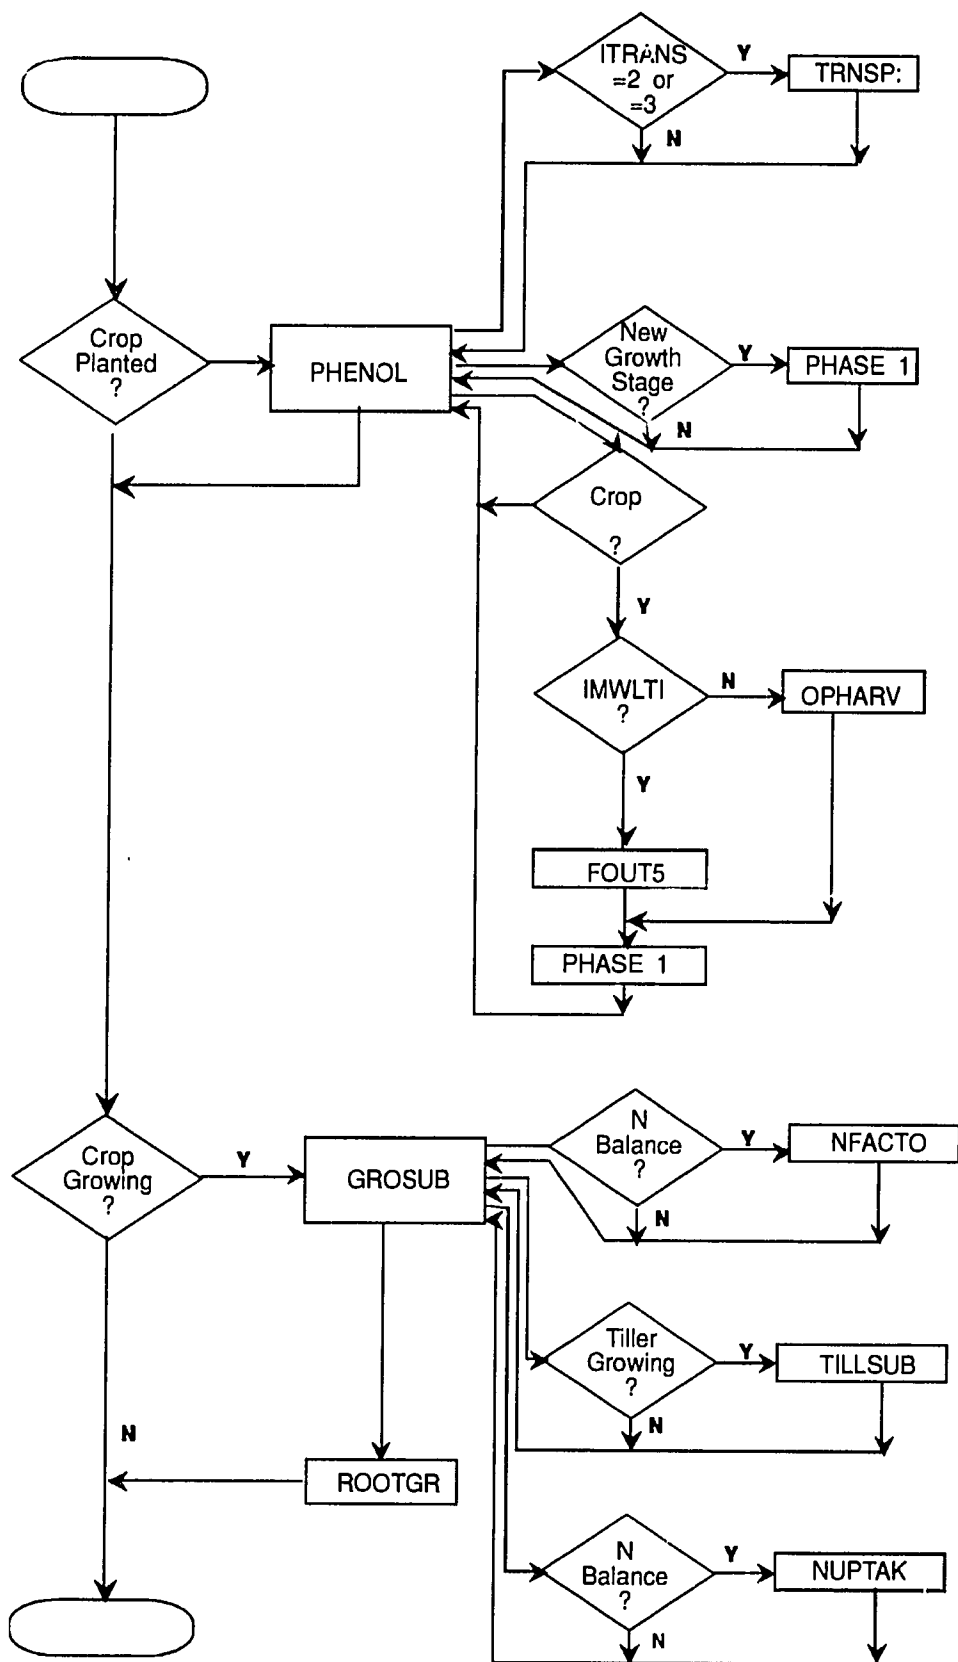 ITRANS
=2 or
=3
Y
TRNSP:
N
Crop
Planted
?
PHENOL
New
Growth
Stage
?
Y
PHASE 1
N
Crop
?
Y
IMWLTI
?
N
OPHARV
Y
FOUT5
PHASE 1
Crop
Growing
?
Y
GROSUB
N
Balance
?
Y
NFACTO
N
Tiller
Growing
?
Y
TILLSUB
N
N
ROOTGR
N
Balance
?
Y
NUPTAK
N